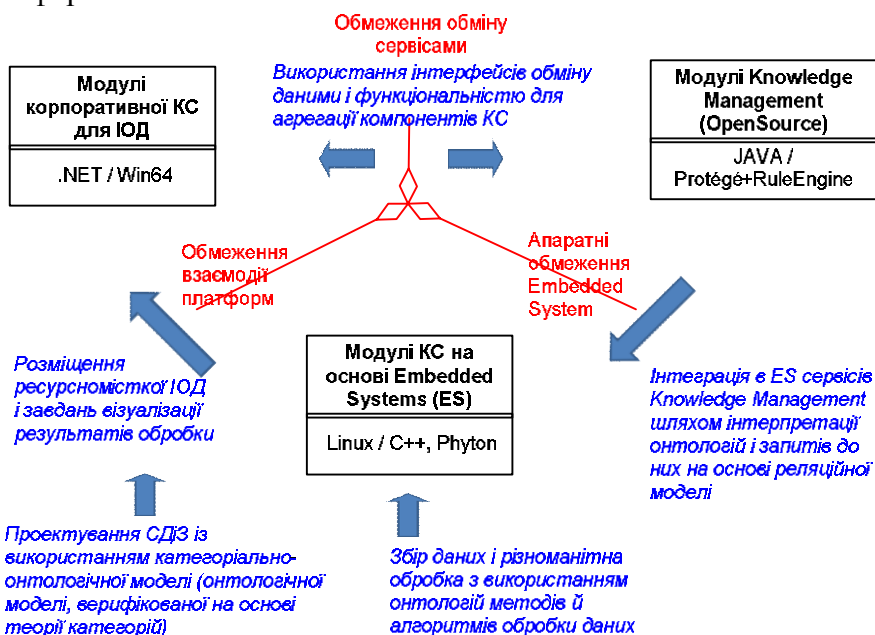 Обмеження обміну
сервісами
Модулі
корпоративної КС
для ІОД
.NET / Win64
Використання інтерфейсів обміну
даними і функціональністю для
агрегації компонентів КС
Модулі Knowledge
Management
(OpenSource)
JAVA /
Protégé+RuleEngine
Обмеження
взаємодії
платформ
Апаратні
обмеження
Embedded
System
Розміщення
ресурсномісткої ІОД
і завдань візуалізації
результатів обробки
Модулі КС на
основі Embedded
Systems (ES)
Linux / C++, Phyton
Інтеграція в ES сервісів
Knowledge Management
шляхом інтерпретації
онтологій і запитів до
них на основі реляційної
моделі
Проектування СДіЗ із
використанням категоріально-
онтологічної моделі (онтологічної
моделі, верифікованої на основі
теорії категорій)
Збір даних і різноманітна
обробка з використанням
онтологій методів й
алгоритмів обробки даних